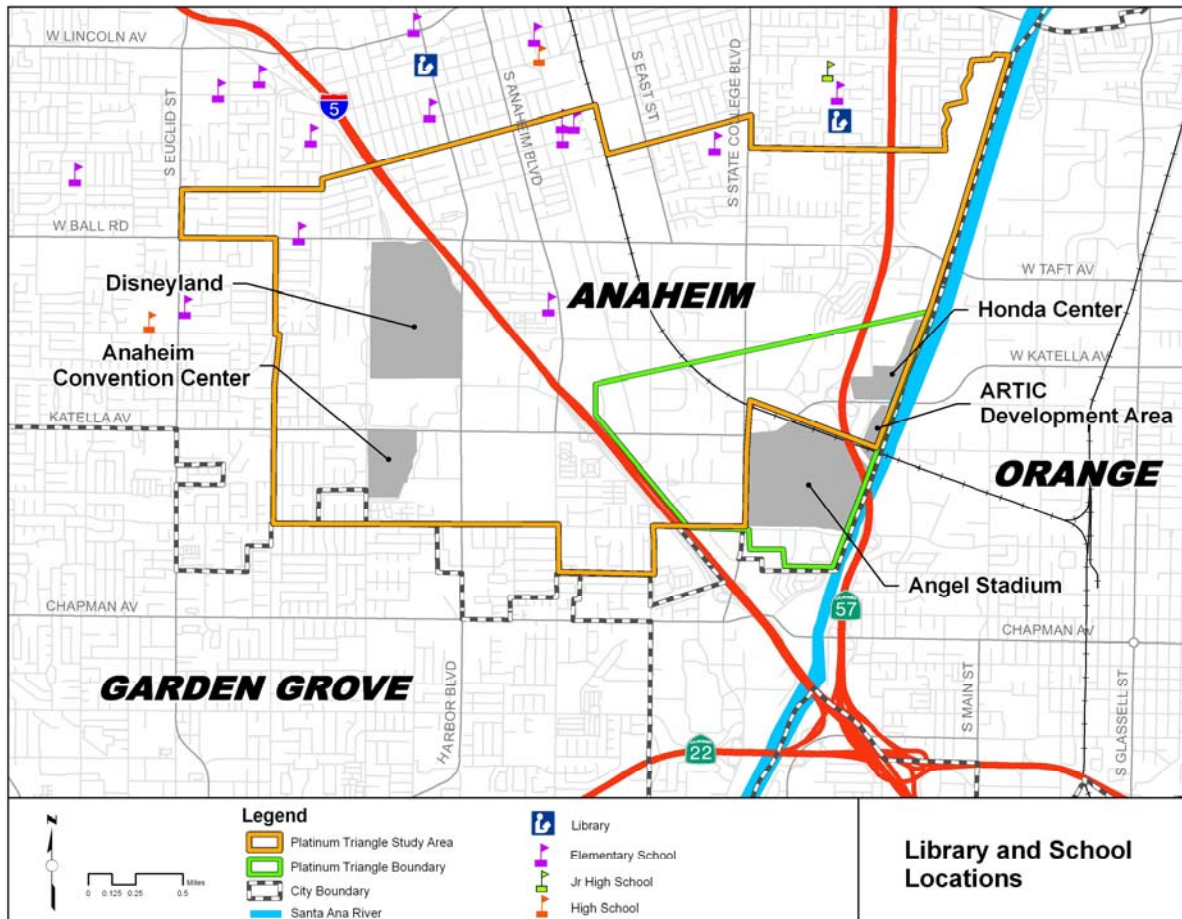 W LINCOLN AV
S EUCLID ST
5
S ANAHEIM BLVD
S EAST ST
S STATE COLLEGE BLVD
W BALL RD
Disneyland
ANAHEIM
W TAFT AV
Honda Center
Anaheim
Convention Center
W KATELLA AV
ARTIC
Development Area
KATELLA AV
ORANGE
Angel Stadium
CHAPMAN AV
CALIFORNIA
57
CHAPMAN AV
GARDEN GROVE
HARBOR BLVD
S MAIN ST
S GLASSELL ST
CALIFORNIA
22
N
0 0.125 0.25 0.5
Miles
Legend
Platinum Triangle Study Area
Platinum Triangle Boundary
City Boundary
Santa Ana River
Library
Elementary School
Jr High School
High School
Library and School
Locations